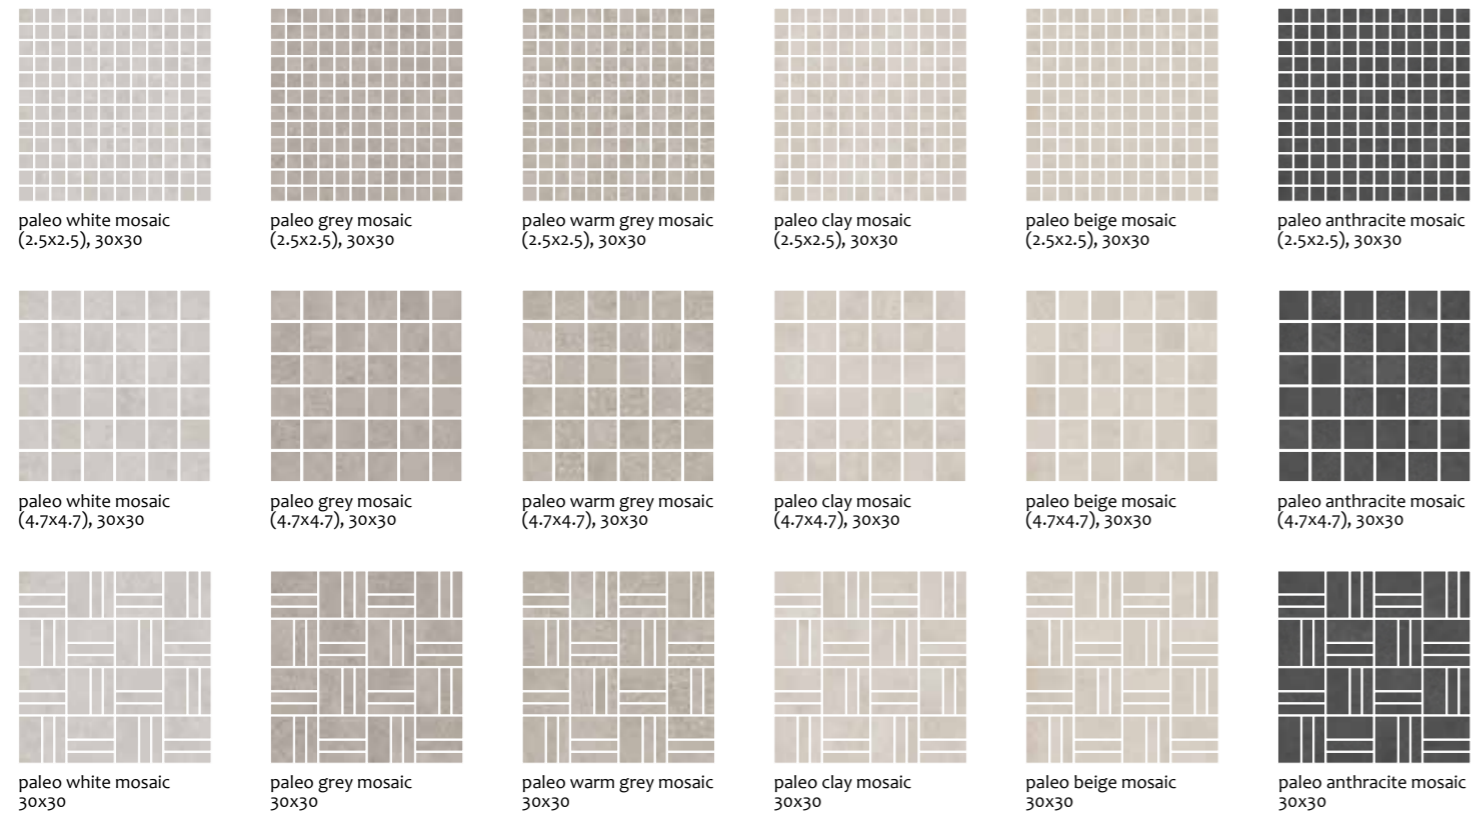 paleo white mosaic
(2.5x2.5), 30x30
paleo grey mosaic
(2.5x2.5), 30x30
paleo warm grey mosaic
(2.5x2.5), 30x30
paleo clay mosaic
(2.5x2.5), 30x30
paleo beige mosaic
(2.5x2.5), 30x30
paleo anthracite mosaic
(2.5x2.5), 30x30
paleo white mosaic
(4.7x4.7), 30x30
paleo grey mosaic
(4.7x4.7), 30x30
paleo warm grey mosaic
(4.7x4.7), 30x30
paleo clay mosaic
(4.7x4.7), 30x30
paleo beige mosaic
(4.7x4.7), 30x30
paleo anthracite mosaic
(4.7x4.7), 30x30
paleo white mosaic
30x30
paleo grey mosaic
30x30
paleo warm grey mosaic
30x30
paleo clay mosaic
30x30
paleo beige mosaic
30x30
paleo anthracite mosaic
30x30